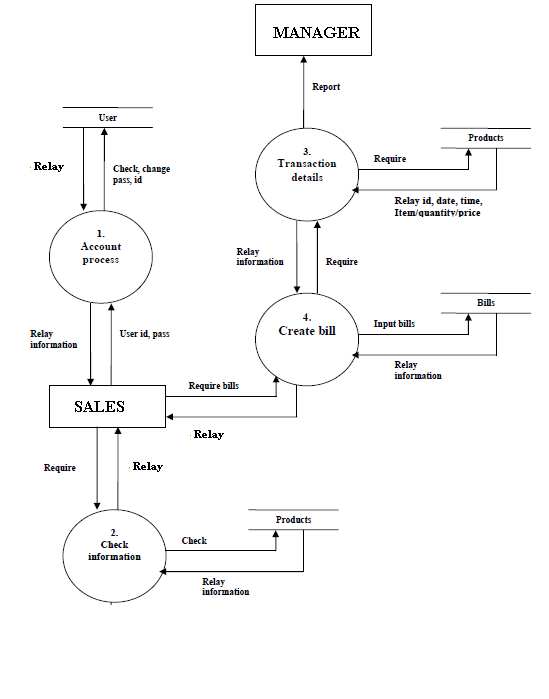 MANAGER
Report
User
Relay
Check, change
pass, id
3.
Transaction
details
Require
Products
Relay id, date, time,
Item/quantity/price
1.
Account
process
Relay
information
Require
Relay
information
User id, pass
4.
Create bill
Input bills
Bills
Relay
information
SALES
Require bills
Relay
Require
Relay
2.
Check
information
Check
Products
Relay
information